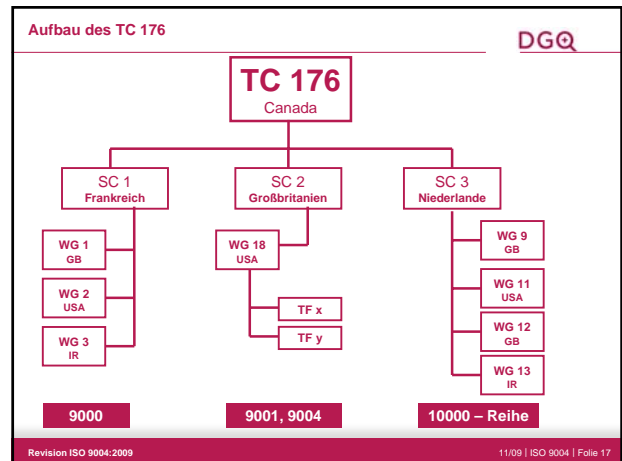 Aufbau des TC 176
DGQ
TC 176
Canada
SC 1
Frankreich
SC 2
Großbritanien
SC 3
Niederlande
WG 1
GB
WG 2
USA
WG 3
IR
WG 18
USA
TF x
TF y
WG 9
GB
WG 11
USA
WG 12
GB
WG 13
IR
9000
9001, 9004
10000 – Reihe
Revision ISO 9004:2009
11/09 | ISO 9004 | Folie 17